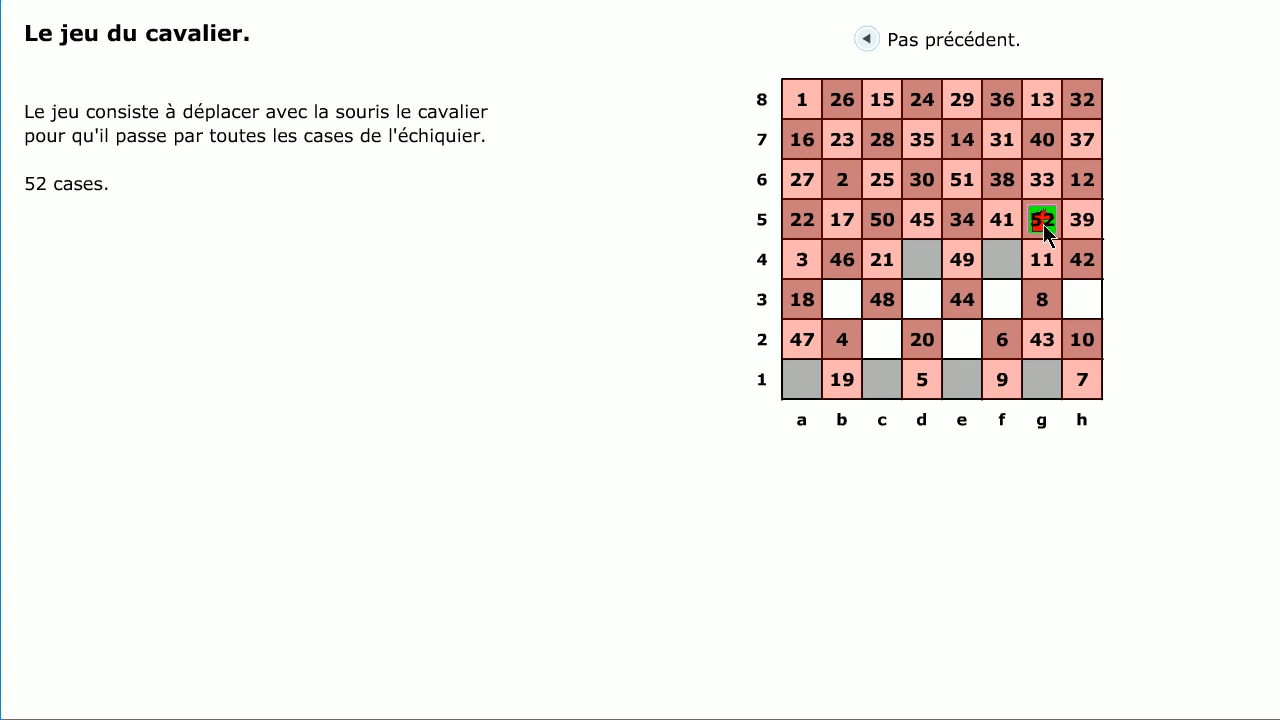 Le jeu du cavalier.
Pas précédent.
Le jeu consiste à déplacer avec la souris le cavalier
pour qu'il passe par toutes les cases de l'échiquier.
52 cases.
8 1 26 15 24 29 36 13 32
7 16 23 28 35 14 31 40 37
6 27 2 25 30 51 38 33 12
5 22 17 50 45 34 41 52 39
4 3 46 21 49 11 42
3 18 48 44 8
2 47 4 20 6 43 10
1 19 5 9 7
a b c d e f g h